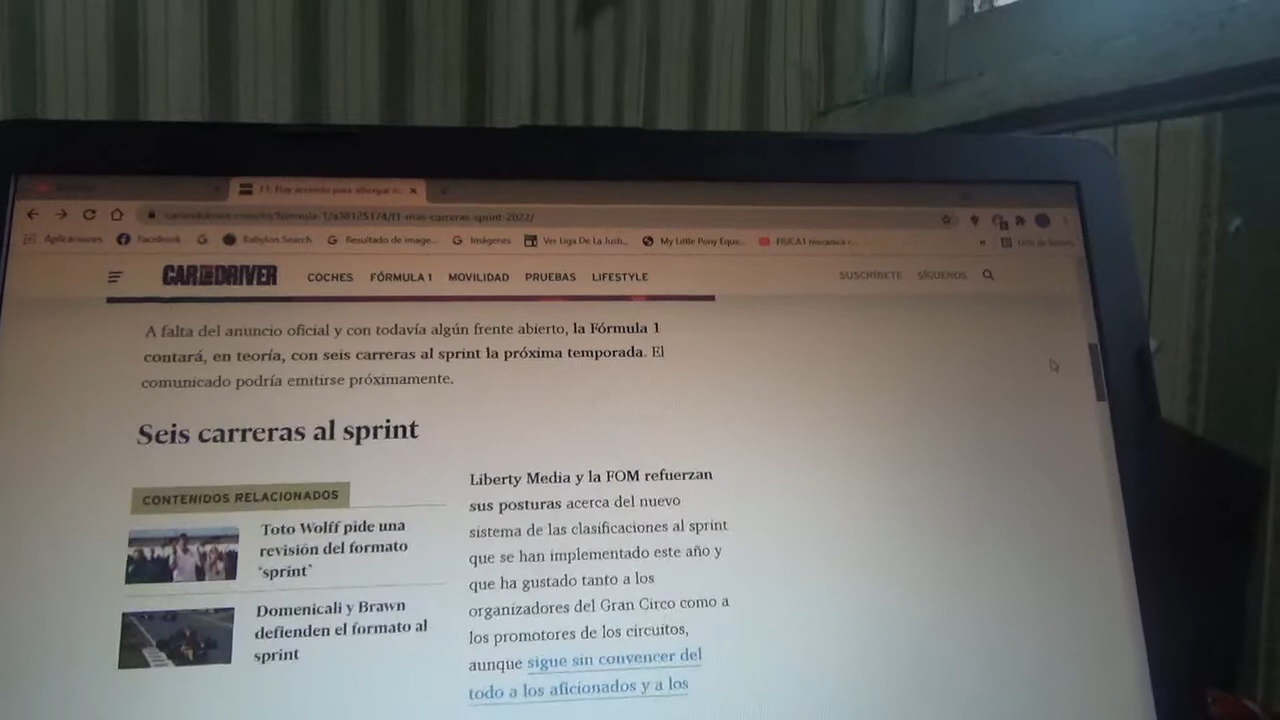 F1: Hay acuerdo para albergar
/formula-1/a38125174/f1-mas-carreras-sprint-2022/
Aplicaciones Facebook Babylon Search Resultado de image... Imágenes Ver Liga De La Justi... My Little Pony Eque... FISICA1 mecanica r... »
CAR AND DRIVER COCHES FÓRMULA 1 MOVILIDAD PRUEBAS LIFESTYLE SUSCRÍBETE SÍGUENOS
A falta del anuncio oficial y con todavía algún frente abierto, la Fórmula 1
contará, en teoría, con seis carreras al sprint la próxima temporada. El
comunicado podría emitirse próximamente.
Seis carreras al sprint
CONTENIDOS RELACIONADOS
Toto Wolff pide una
revisión del formato
‘sprint’
Domenicali y Brawn
defienden el formato al
sprint
Liberty Media y la FOM refuerzan
sus posturas acerca del nuevo
sistema de las clasificaciones al sprint
que se han implementado este año y
que ha gustado tanto a los
organizadores del Gran Circo como a
los promotores de los circuitos,
aunque sigue sin convencer del
todo a los aficionados y a los